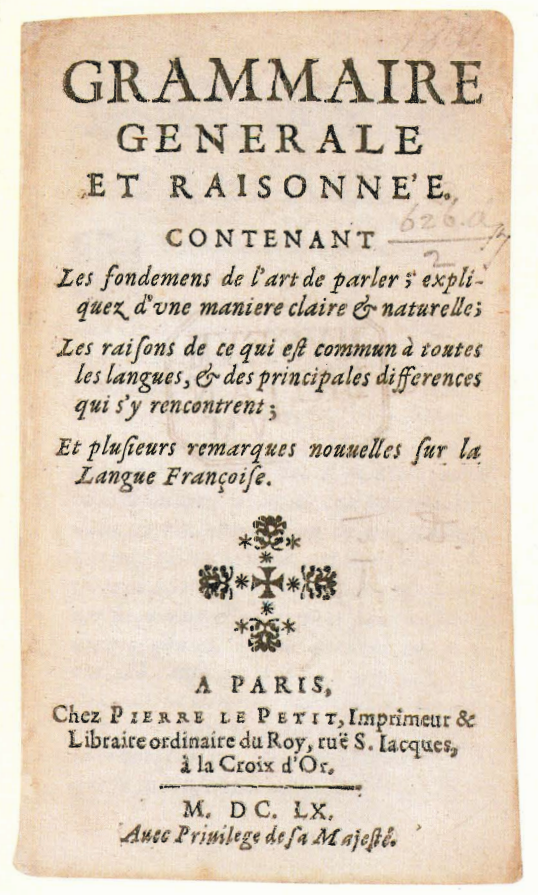 GRAMMAIRE
GENERALE
ET RAISONNE'E.
CONTENANT
626.a
2
Les fondemens de l'art de parler ; expli-
quez d'vne maniere claire & naturelle;
Les raiſons de ce qui eſt commun à toutes
les langues, & des principales differences
qui s'y rencontrent ;
Et pluſieurs remarques nouuelles ſur la
Langue Françoiſe.
A PARIS,
Chez PIERRE LE PETIT, Imprimeur &
Libraire ordinaire du Roy, ruë S. Iacques,
à la Croix d'Or.
M. DC. LX.
Auec Priuilege de ſa Majeſté.